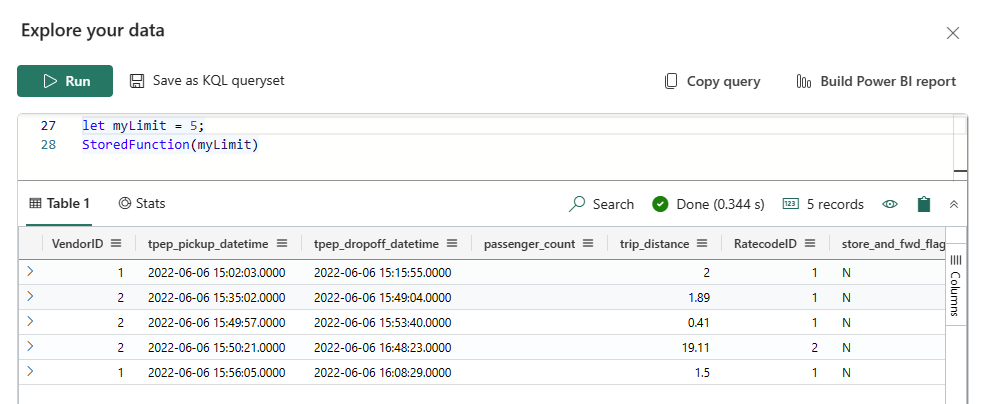 Explore your data
Run Save as KQL queryset Copy query Build Power BI report
27 let myLimit = 5;
28 StoredFunction(myLimit)
Table 1 Stats Search Done (0.344 s) 123 5 records
VendorID tpep_pickup_datetime tpep_dropoff_datetime passenger_count trip_distance RatecodeID store_and_fwd_flag
1 2022-06-06 15:02:03.0000 2022-06-06 15:15:55.0000 2 1 N
2 2022-06-06 15:35:02.0000 2022-06-06 15:49:04.0000 1.89 1 N
2 2022-06-06 15:49:57.0000 2022-06-06 15:53:40.0000 0.41 1 N
2 2022-06-06 15:50:21.0000 2022-06-06 16:48:23.0000 19.11 2 N
1 2022-06-06 15:56:05.0000 2022-06-06 16:08:29.0000 1.5 1 N
Columns